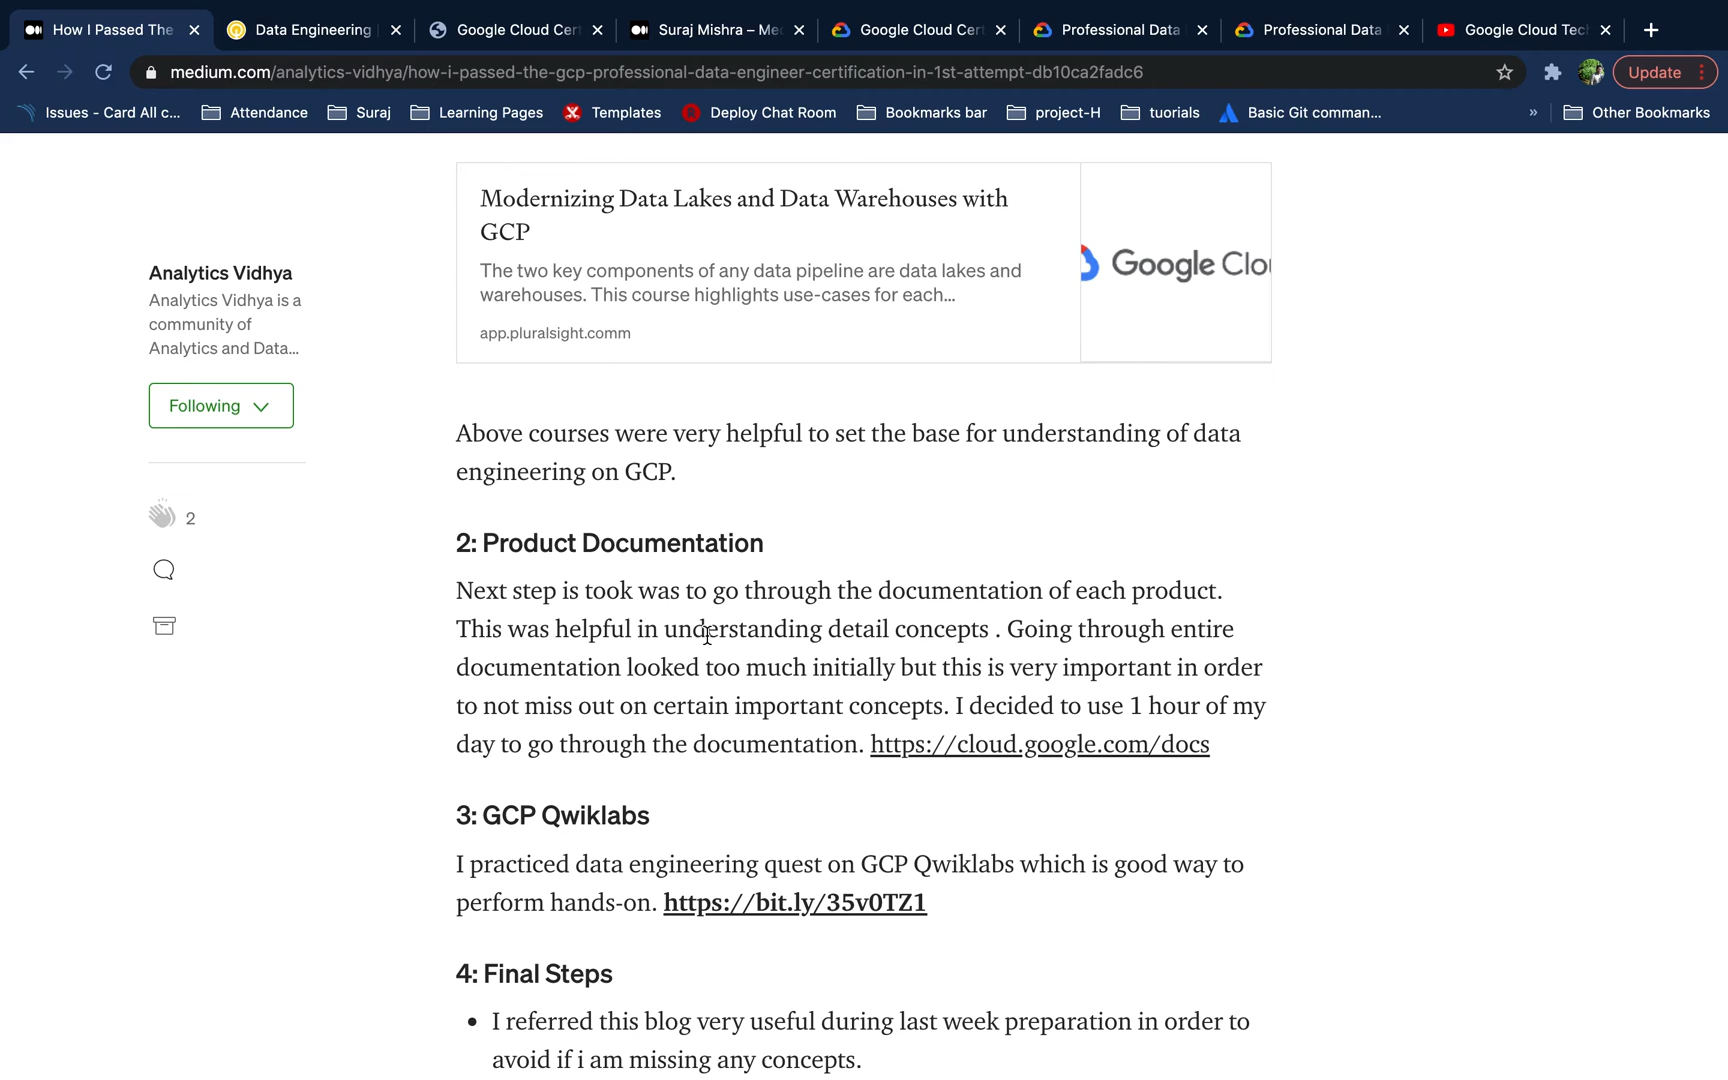 How I Passed The
Data Engineering
Google Cloud Cert
Suraj Mishra – Me
Google Cloud Cert
Professional Data
Professional Data
Google Cloud Tec
medium.com/analytics-vidhya/how-i-passed-the-gcp-professional-data-engineer-certification-in-1st-attempt-db10ca2fadc6
Update
Issues - Card All c...
Attendance
Suraj
Learning Pages
Templates
Deploy Chat Room
Bookmarks bar
project-H
tuorials
Basic Git comman...
»
Other Bookmarks
Modernizing Data Lakes and Data Warehouses with
GCP
The two key components of any data pipeline are data lakes and
warehouses. This course highlights use-cases for each...
app.pluralsight.comm
Google Clou
Analytics Vidhya
Analytics Vidhya is a
community of
Analytics and Data...
Following
2
Above courses were very helpful to set the base for understanding of data
engineering on GCP.
2: Product Documentation
Next step is took was to go through the documentation of each product.
This was helpful in understanding detail concepts . Going through entire
documentation looked too much initially but this is very important in order
to not miss out on certain important concepts. I decided to use 1 hour of my
day to go through the documentation. https://cloud.google.com/docs
3: GCP Qwiklabs
I practiced data engineering quest on GCP Qwiklabs which is good way to
perform hands-on. https://bit.ly/35v0TZ1
4: Final Steps
• I referred this blog very useful during last week preparation in order to
avoid if i am missing any concepts.